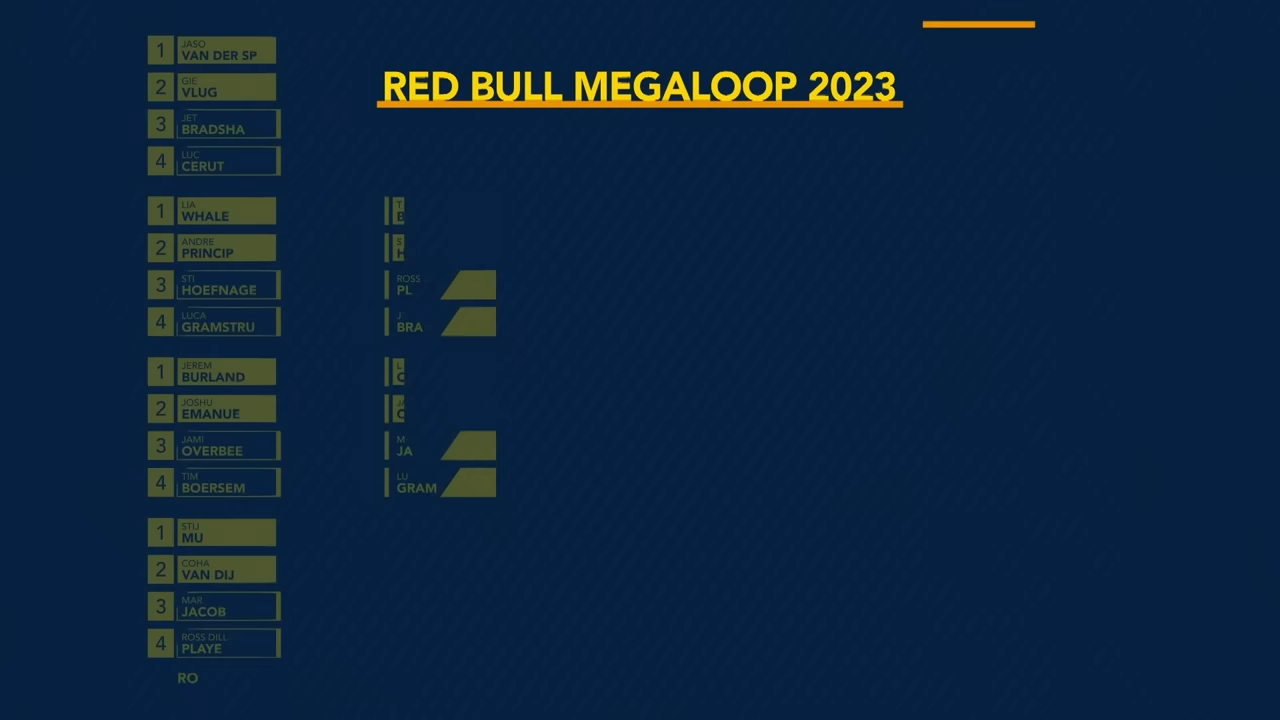 RED BULL MEGALOOP 2023
1 JASO
VAN DER SP
2 GIE
VLUG
3 JET
BRADSHA
4 LUC
CERUT
1 LIA
WHALE
2 ANDRE
PRINCIP
3 STI
HOEFNAGE
4 LUCA
GRAMSTRU
1 JEREM
BURLAND
2 JOSHU
EMANUE
3 JAMI
OVERBEE
4 TIM
BOERSEM
1 STIJ
MU
2 COHA
VAN DIJ
3 MAR
JACOB
4 ROSS DILL
PLAYE
RO
T
B
S
H
ROSS
PL
J
BRA
L
C
C
M
JA
LU
GRAM